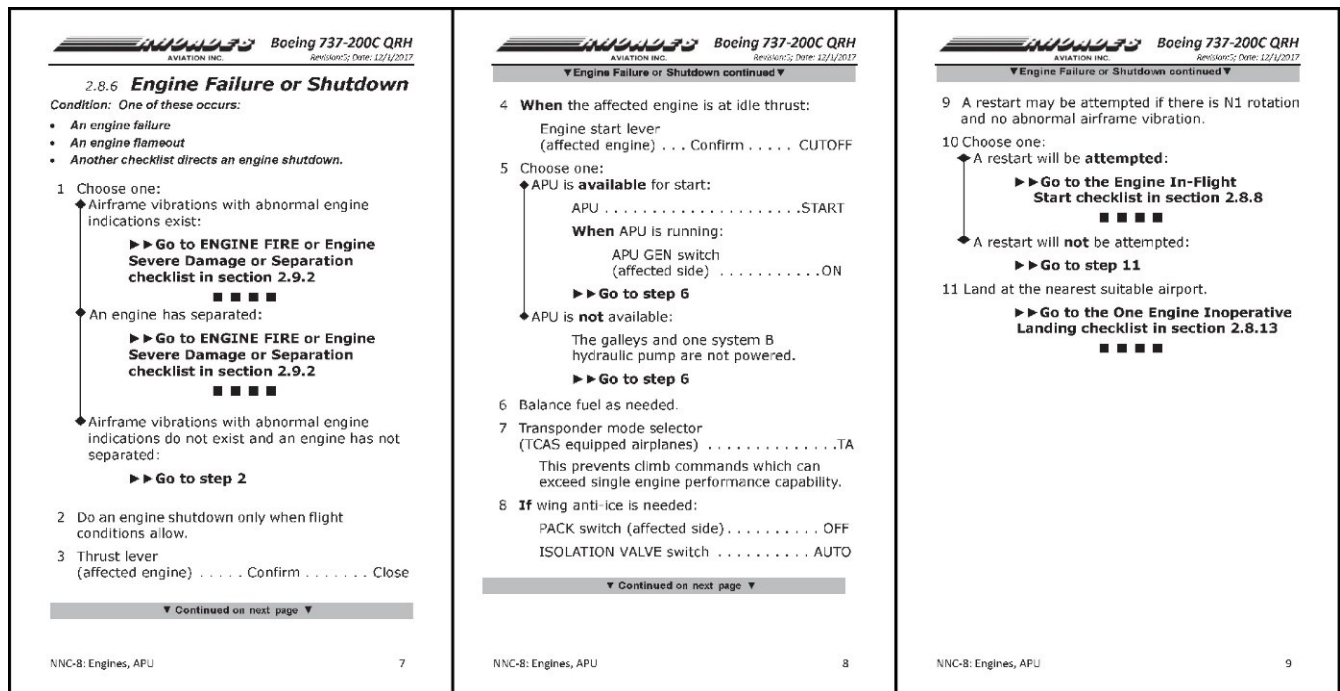 RHOADES Boeing 737-200C QRH
AVIATION INC. Revision:5; Date: 12/1/2017
2.8.6 Engine Failure or Shutdown
Condition: One of these occurs:
• An engine failure
• An engine flameout
• Another checklist directs an engine shutdown.
1 Choose one:
◆Airframe vibrations with abnormal engine
indications exist:
►►Go to ENGINE FIRE or Engine
Severe Damage or Separation
checklist in section 2.9.2
■ ■ ■ ■
◆An engine has separated:
►►Go to ENGINE FIRE or Engine
Severe Damage or Separation
checklist in section 2.9.2
■ ■ ■ ■
◆Airframe vibrations with abnormal engine
indications do not exist and an engine has not
separated:
►►Go to step 2
2 Do an engine shutdown only when flight
conditions allow.
3 Thrust lever
(affected engine) . . . . . Confirm . . . . . . . Close
▼ Continued on next page ▼
NNC-8: Engines, APU 7
RHOADES Boeing 737-200C QRH
AVIATION INC. Revision:5; Date: 12/1/2017
▼Engine Failure or Shutdown continued▼
4 When the affected engine is at idle thrust:
Engine start lever
(affected engine) . . . Confirm . . . . . CUTOFF
5 Choose one:
◆APU is available for start:
APU . . . . . . . . . . . . . . . . . . . . . .START
When APU is running:
APU GEN switch
(affected side) . . . . . . . . . . .ON
►►Go to step 6
◆APU is not available:
The galleys and one system B
hydraulic pump are not powered.
►►Go to step 6
6 Balance fuel as needed.
7 Transponder mode selector
(TCAS equipped airplanes) . . . . . . . . . . . . . .TA
This prevents climb commands which can
exceed single engine performance capability.
8 If wing anti-ice is needed:
PACK switch (affected side) . . . . . . . . . . OFF
ISOLATION VALVE switch . . . . . . . . . . AUTO
▼ Continued on next page ▼
NNC-8: Engines, APU 8
RHOADES Boeing 737-200C QRH
AVIATION INC. Revision:5; Date: 12/1/2017
▼Engine Failure or Shutdown continued▼
9 A restart may be attempted if there is N1 rotation
and no abnormal airframe vibration.
10 Choose one:
◆A restart will be attempted:
►►Go to the Engine In-Flight
Start checklist in section 2.8.8
■ ■ ■ ■
◆A restart will not be attempted:
►►Go to step 11
11 Land at the nearest suitable airport.
►►Go to the One Engine Inoperative
Landing checklist in section 2.8.13
■ ■ ■ ■
NNC-8: Engines, APU 9